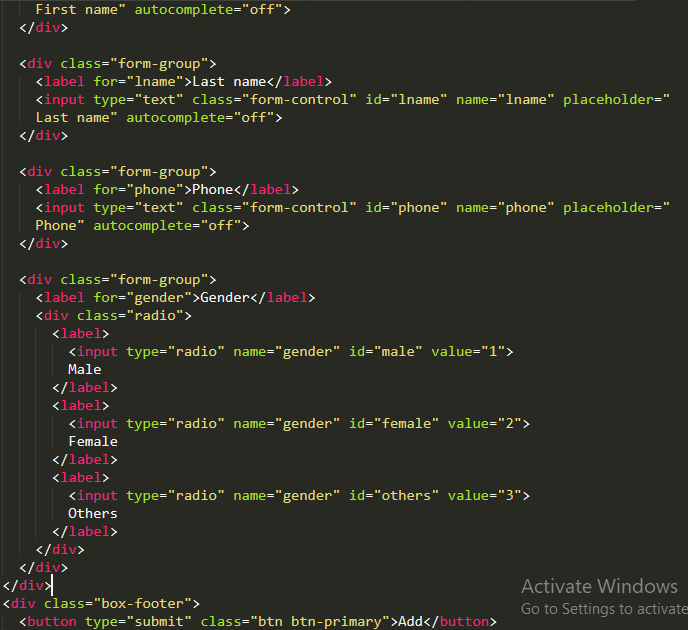 First name" autocomplete="off">
</div>
<div class="form-group">
<label for="lname">Last name</label>
<input type="text" class="form-control" id="lname" name="lname" placeholder="
Last name" autocomplete="off">
</div>
<div class="form-group">
<label for="phone">Phone</label>
<input type="text" class="form-control" id="phone" name="phone" placeholder="
Phone" autocomplete="off">
</div>
<div class="form-group">
<label for="gender">Gender</label>
<div class="radio">
<label>
<input type="radio" name="gender" id="male" value="1">
Male
</label>
<label>
<input type="radio" name="gender" id="female" value="2">
Female
</label>
<label>
<input type="radio" name="gender" id="others" value="3">
Others
</label>
</div>
</div>
</div>
<div class="box-footer">
<button type="submit" class="btn btn-primary">Add</button>
Activate Windows
Go to Settings to activate